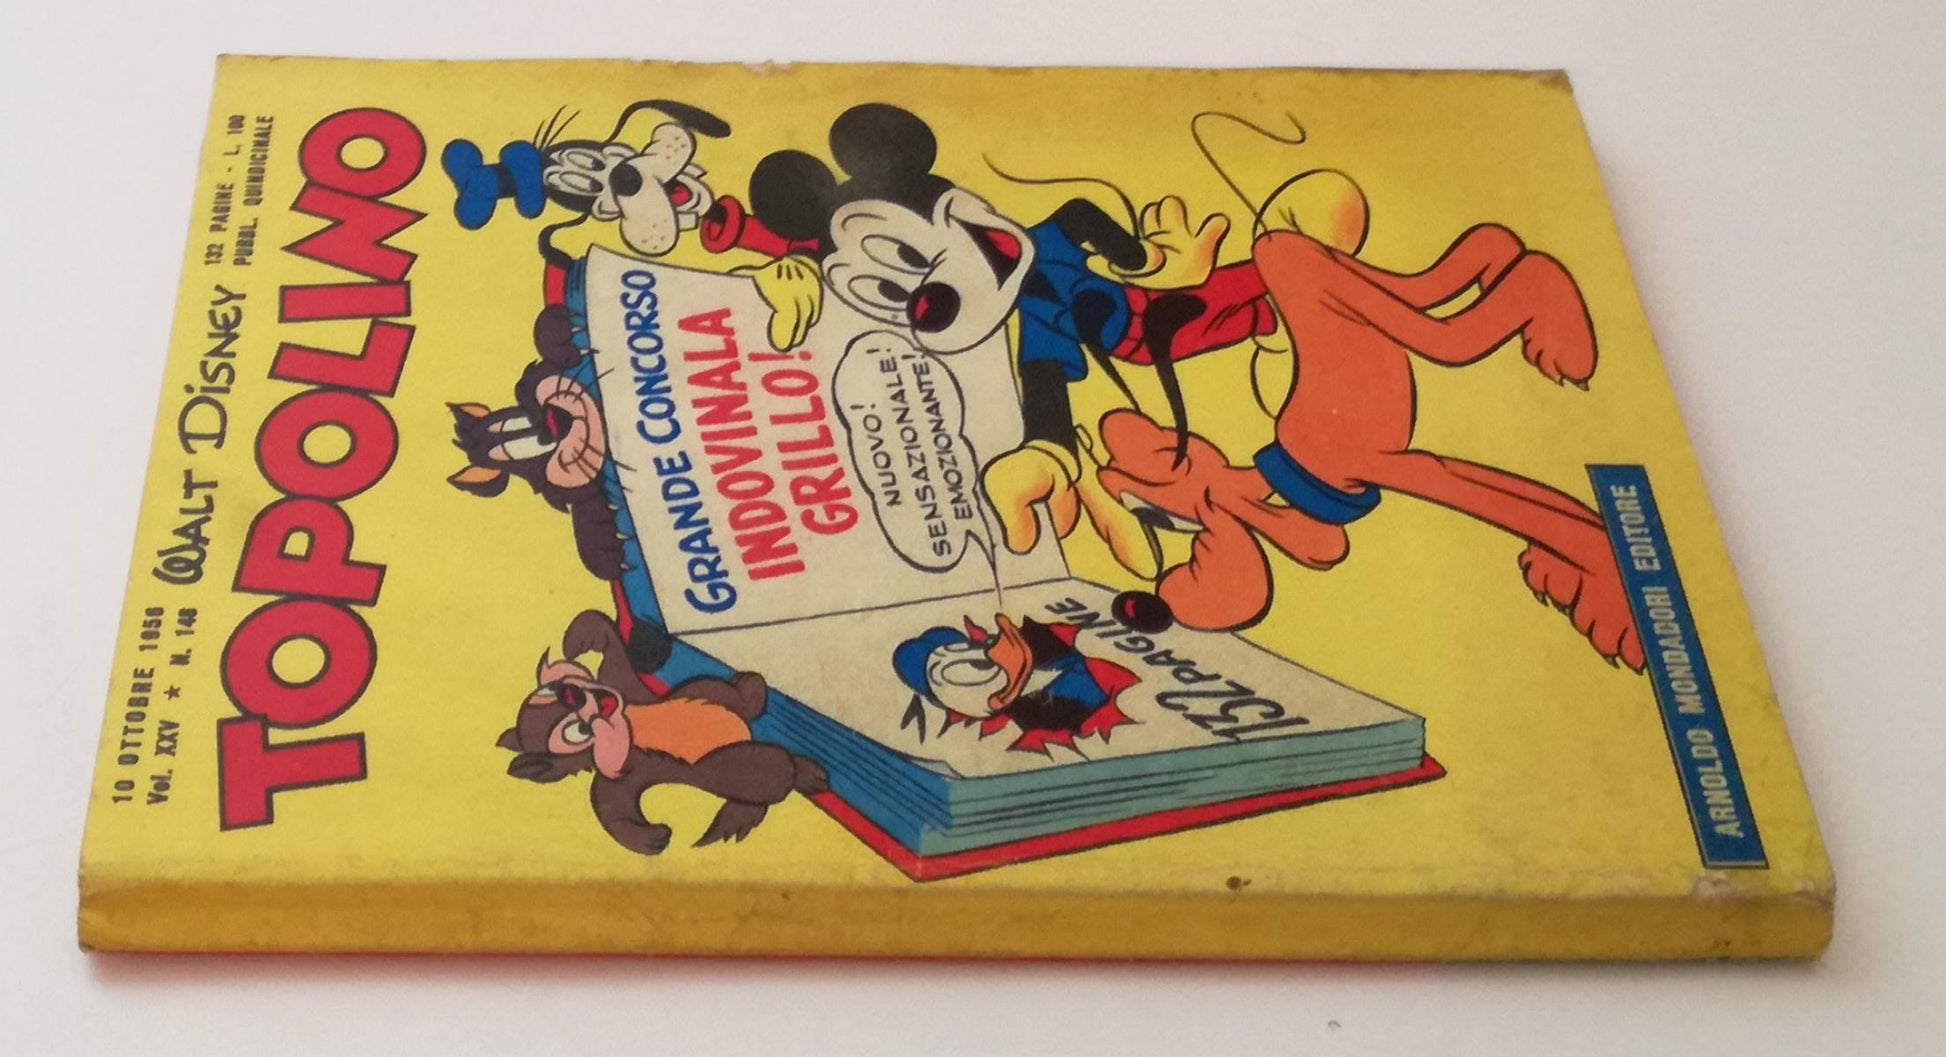 10 OTTOBRE 1956
Vol. XXV ★ N. 148
WALT DISNEY
132 PAGINE - L. 100
PUBBL. QUINDICINALE
TOPOLINO
GRANDE CONCORSO
INDOVINALA
GRILLO!
NUOVO!
SENSAZIONALE!
EMOZIONANTE!
132 PAGINE
ARNOLDO MONDADORI EDITORE